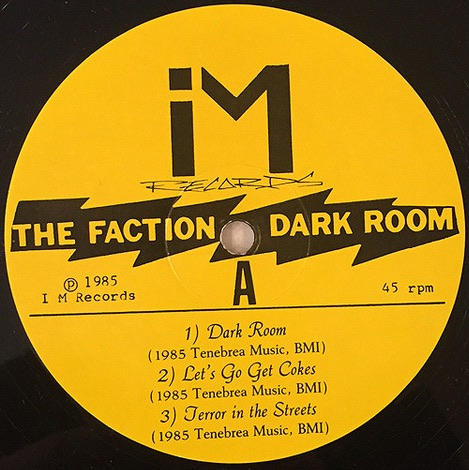 iM
RECORDS
THE FACTION DARK ROOM
A
℗ 1985
I M Records
45 rpm
1) Dark Room
(1985 Tenebrea Music, BMI)
2) Let's Go Get Cokes
(1985 Tenebrea Music, BMI)
3) Terror in the Streets
(1985 Tenebrea Music, BMI)